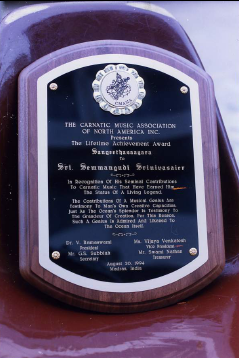 CMANA
THE CARNATIC MUSIC ASSOCIATION
OF NORTH AMERICA INC.
Presents
The Lifetime Achievement Award
Sangeethasagara
To
Sri. Semmangudi Srinivasaier
In Recognition Of His Seminal Contributions
To Carnatic Music That Have Earned Him
The Status Of A Living Legend.
The Contributions Of A Musical Genius Are
Testimony To Man's Own Creative Capacities,
Just As The Ocean's Splendor Is Testimony To
The Grandeur Of Creation. For This Reason,
Such A Genius Is Admired And Likened To
The Ocean Itself.
Dr. V. Ramaswami
President
Ms. Vijaya Venkatesh
Vice President
Mr. G.S. Subbiah
Secretary
Mr. Swami Nathan
Treasurer
August 20, 1994
Madras, India